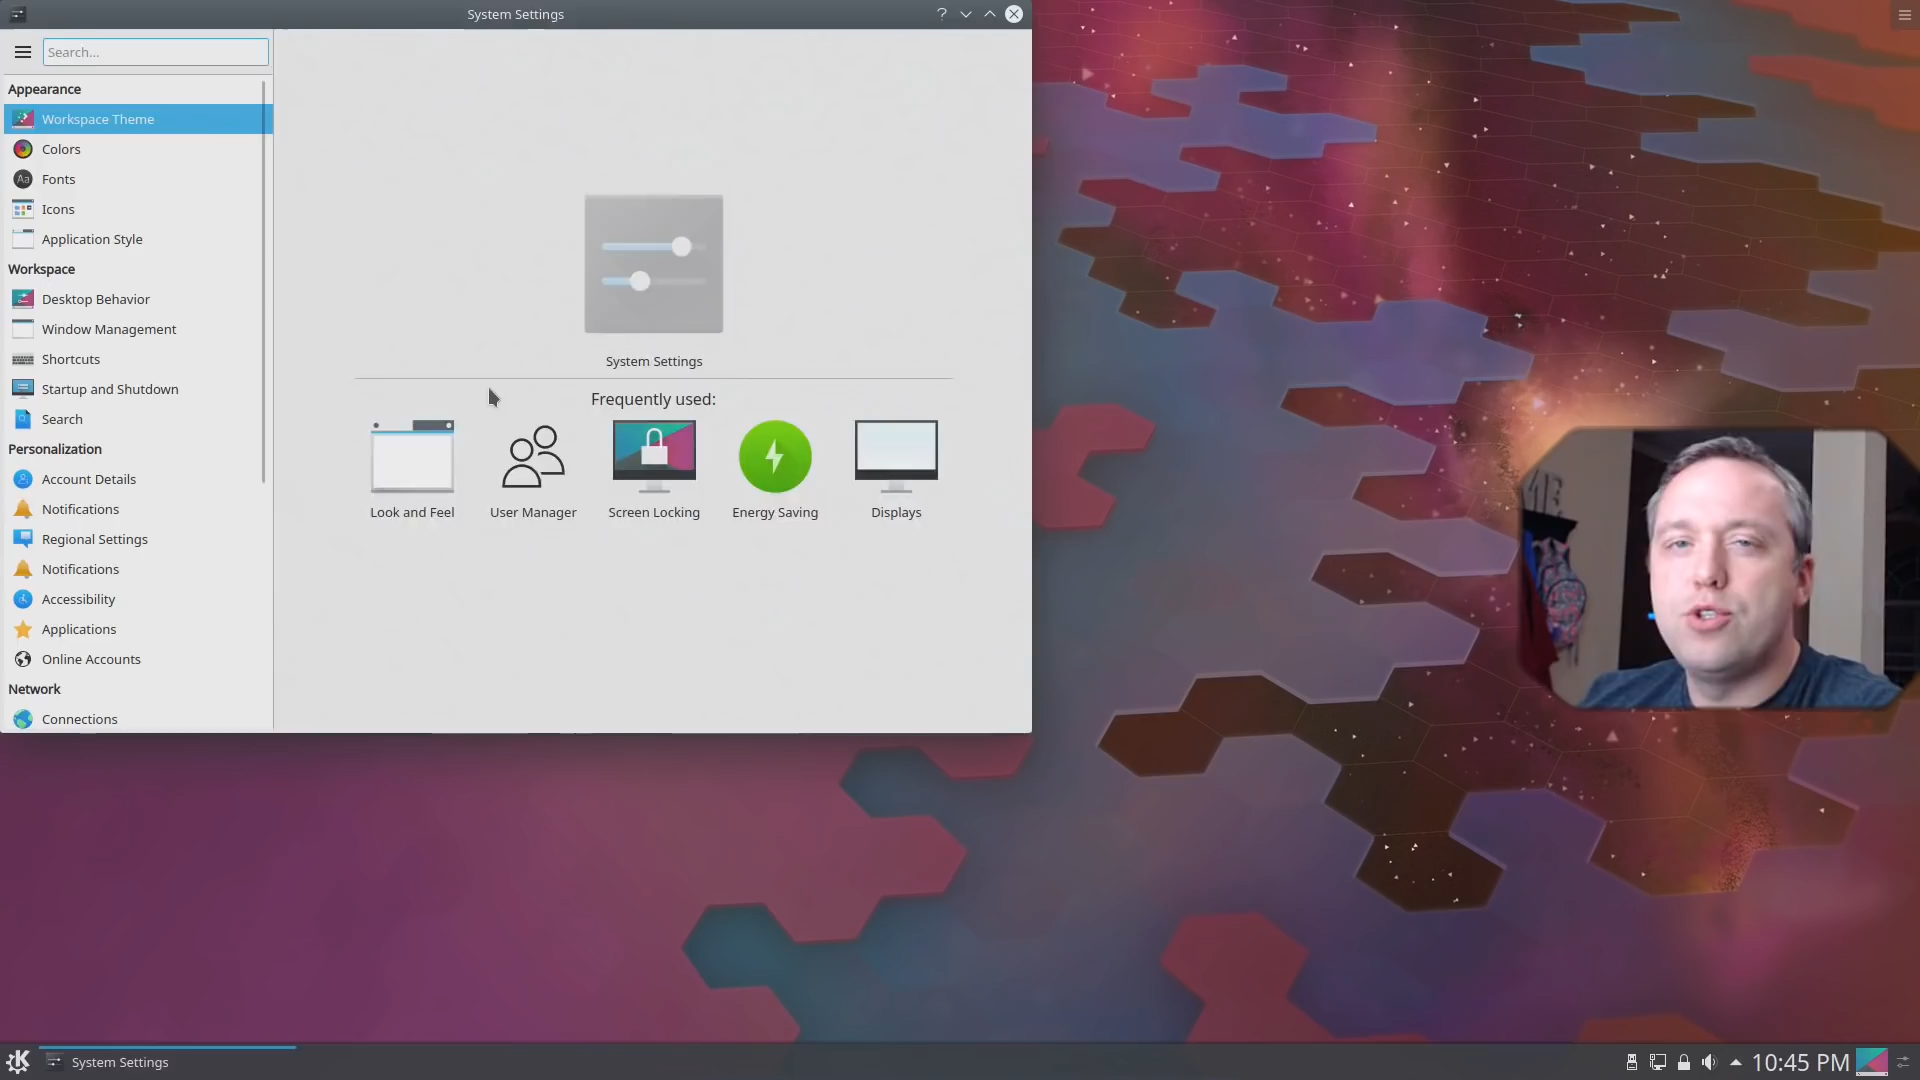 System Settings
?
Search...
Appearance
Workspace Theme
Colors
Aa
Fonts
Icons
Application Style
Workspace
Desktop Behavior
Window Management
Shortcuts
Startup and Shutdown
Search
Personalization
Account Details
Notifications
Regional Settings
Notifications
Accessibility
Applications
Online Accounts
Network
Connections
System Settings
Frequently used:
Look and Feel
User Manager
Screen Locking
Energy Saving
Displays
System Settings
10:45 PM